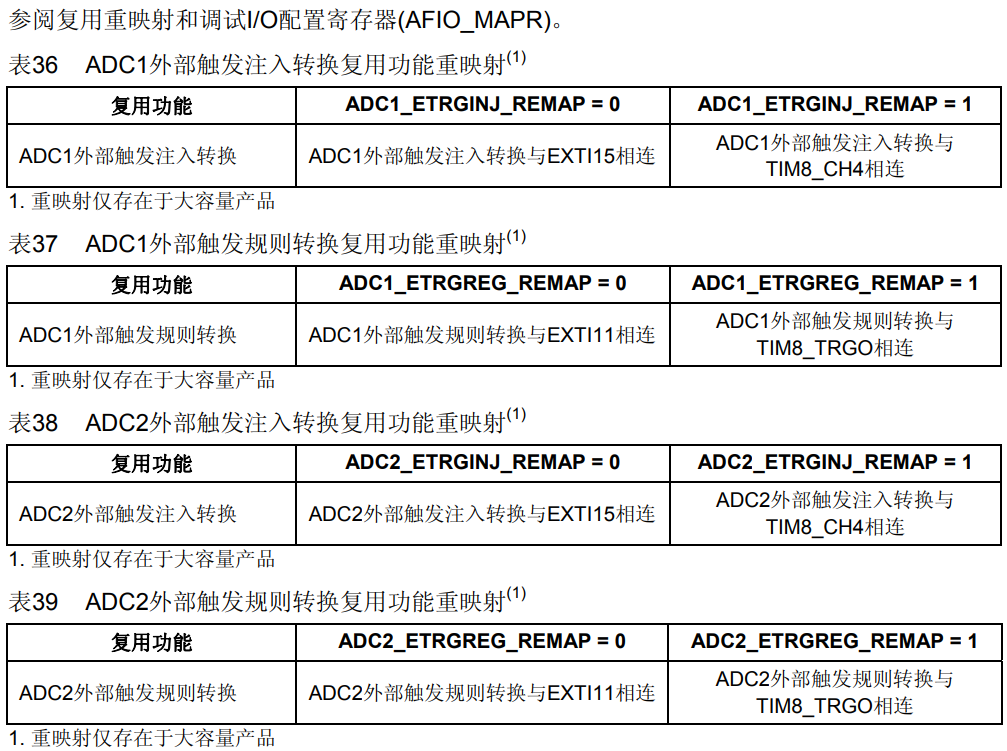 参阅复用重映射和调试I/O配置寄存器(AFIO_MAPR)。
表36 ADC1外部触发注入转换复用功能重映射(1)
复用功能 ADC1_ETRGINJ_REMAP = 0 ADC1_ETRGINJ_REMAP = 1
ADC1外部触发注入转换 ADC1外部触发注入转换与EXTI15相连 ADC1外部触发注入转换与
TIM8_CH4相连
1. 重映射仅存在于大容量产品
表37 ADC1外部触发规则转换复用功能重映射(1)
复用功能 ADC1_ETRGREG_REMAP = 0 ADC1_ETRGREG_REMAP = 1
ADC1外部触发规则转换 ADC1外部触发规则转换与EXTI11相连 ADC1外部触发规则转换与
TIM8_TRGO相连
1. 重映射仅存在于大容量产品
表38 ADC2外部触发注入转换复用功能重映射(1)
复用功能 ADC2_ETRGINJ_REMAP = 0 ADC2_ETRGINJ_REMAP = 1
ADC2外部触发注入转换 ADC2外部触发注入转换与EXTI15相连 ADC2外部触发注入转换与
TIM8_CH4相连
1. 重映射仅存在于大容量产品
表39 ADC2外部触发规则转换复用功能重映射(1)
复用功能 ADC2_ETRGREG_REMAP = 0 ADC2_ETRGREG_REMAP = 1
ADC2外部触发规则转换 ADC2外部触发规则转换与EXTI11相连 ADC2外部触发规则转换与
TIM8_TRGO相连
1. 重映射仅存在于大容量产品